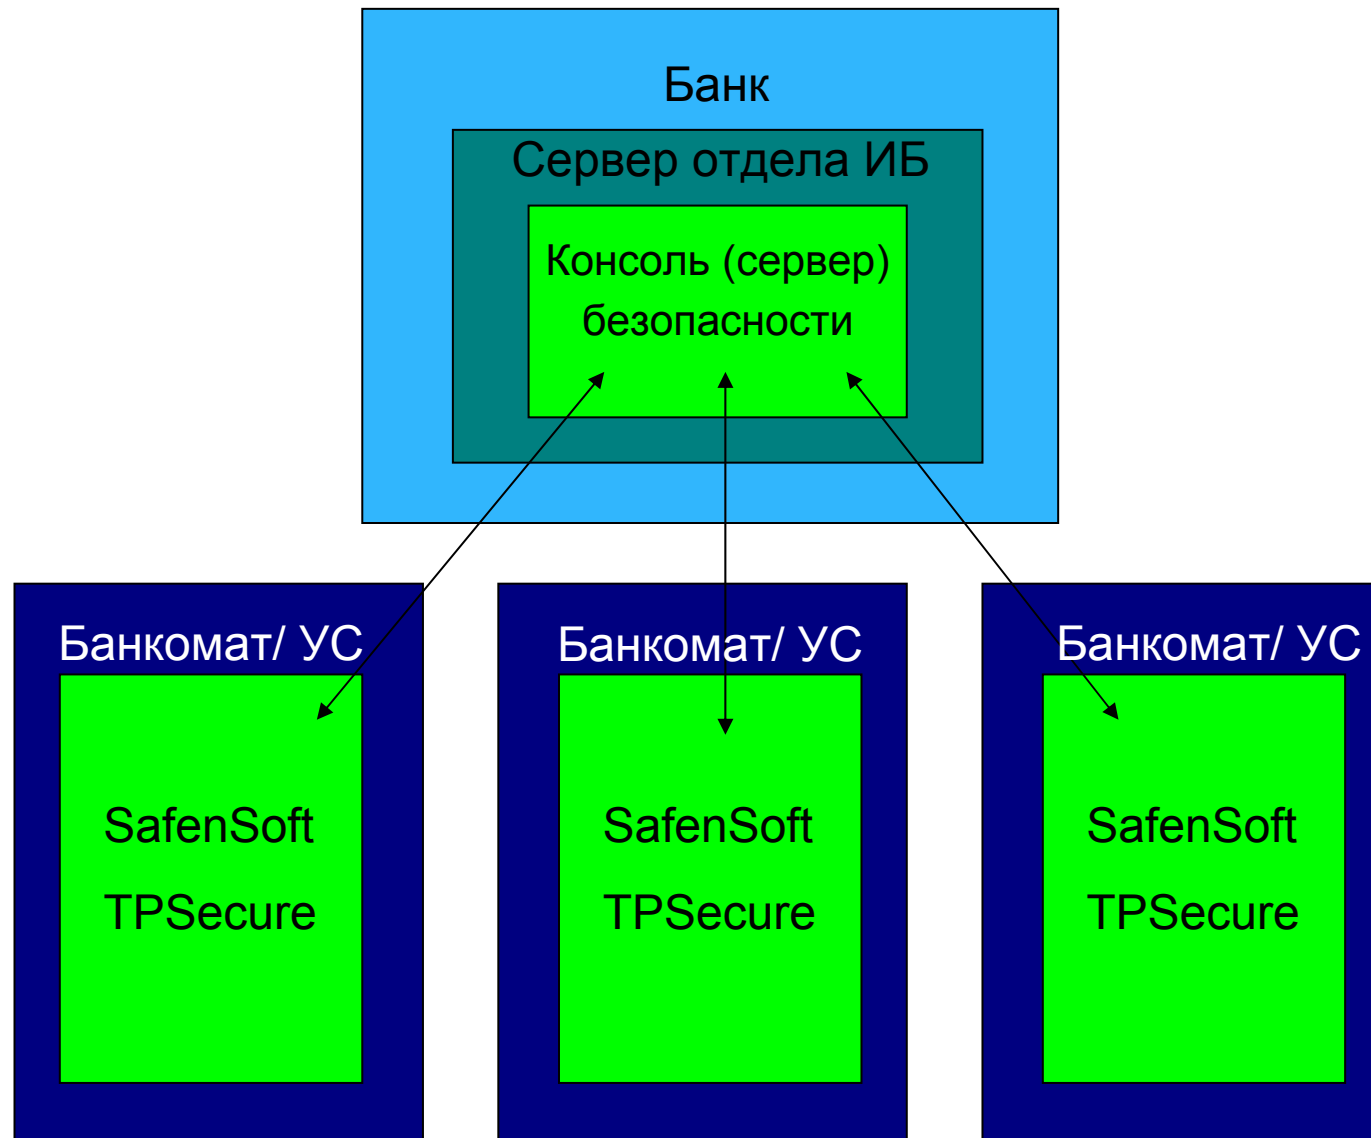 Банк
Сервер отдела ИБ
Консоль (сервер)
безопасности
Банкомат/ УС
SafenSoft
TPSecure
Банкомат/ УС
SafenSoft
TPSecure
Банкомат/ УС
SafenSoft
TPSecure